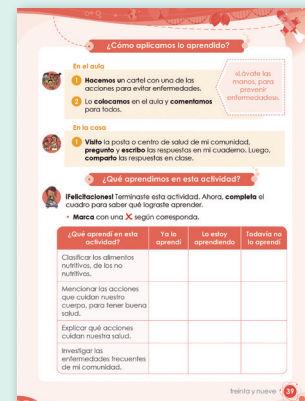 ¿Cómo aplicamos lo aprendido?
En el aula
1 Hacemos un cartel con una de las
acciones para evitar enfermedades.
2 Lo colocamos en el aula y comentamos
para todos.
«Lávate las
manos, para
prevenir
enfermedades».
En la casa
1 Visito la posta o centro de salud de mi comunidad,
pregunto y escribo las respuestas en mi cuaderno. Luego,
comparto las respuestas en clase.
¿Qué aprendimos en esta actividad?
¡Felicitaciones! Terminaste esta actividad. Ahora, completa el
cuadro para saber qué lograste aprender.
• Marca con una X según corresponda.
¿Qué aprendí en esta
actividad?
Ya lo
aprendí
Lo estoy
aprendiendo
Todavía no
lo aprendí
Clasificar los alimentos
nutritivos, de los no
nutritivos.
Mencionar las acciones
que cuidan nuestro
cuerpo, para tener buena
salud.
Explicar qué acciones
cuidan nuestra salud.
Investigar las
enfermedades frecuentes
de mi comunidad.
treinta y nueve • 39